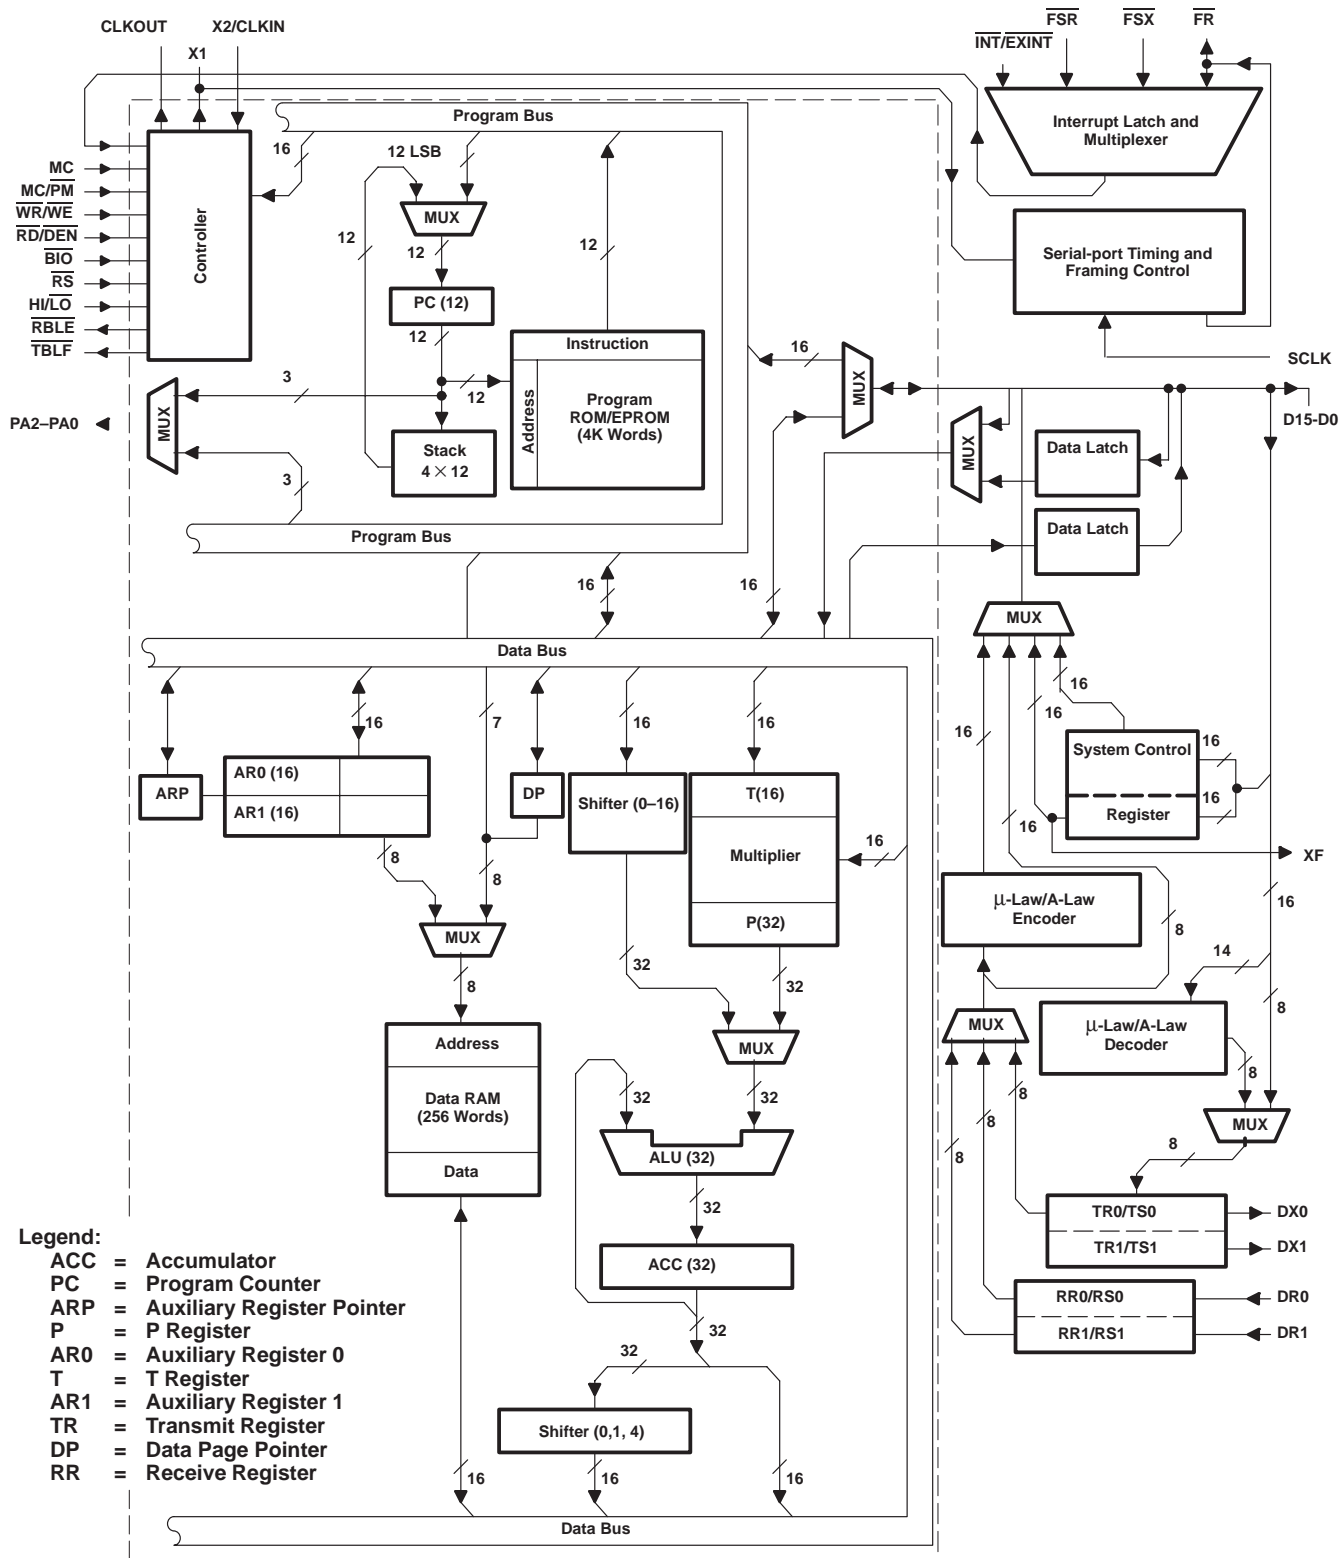 CLKOUT
X1
X2/CLKIN
FSR
FSX
FR
INT/EXINT
Interrupt Latch and
Multiplexer
Program Bus
16
12 LSB
MUX
12
12
PC (12)
12
12
12
MC
MC/PM
WR/WE
RD/DEN
BIO
RS
HI/LO
RBLE
TBLF
Controller
Serial-port Timing and
Framing Control
SCLK
Instruction
Address
Program
ROM/EPROM
(4K Words)
Stack
4 × 12
3
MUX
PA2–PA0
3
16
MUX
D15-D0
MUX
Data Latch
Data Latch
Program Bus
16
16
MUX
Data Bus
16
7
16
16
16
16
16
ARP
AR0 (16)
AR1 (16)
DP
Shifter (0–16)
T(16)
Multiplier
P(32)
16
System Control
Register
16
16
16
XF
8
8
MUX
8
32
32
MUX
μ-Law/A-Law
Encoder
8
16
14
8
MUX
μ-Law/A-Law
Decoder
8
MUX
8
8
8
8
Address
Data RAM
(256 Words)
Data
32
32
ALU (32)
32
ACC (32)
32
32
Shifter (0,1, 4)
16
16
16
TR0/TS0
TR1/TS1
DX0
DX1
RR0/RS0
RR1/RS1
DR0
DR1
Data Bus
Legend:
ACC = Accumulator
PC = Program Counter
ARP = Auxiliary Register Pointer
P = P Register
AR0 = Auxiliary Register 0
T = T Register
AR1 = Auxiliary Register 1
TR = Transmit Register
DP = Data Page Pointer
RR = Receive Register